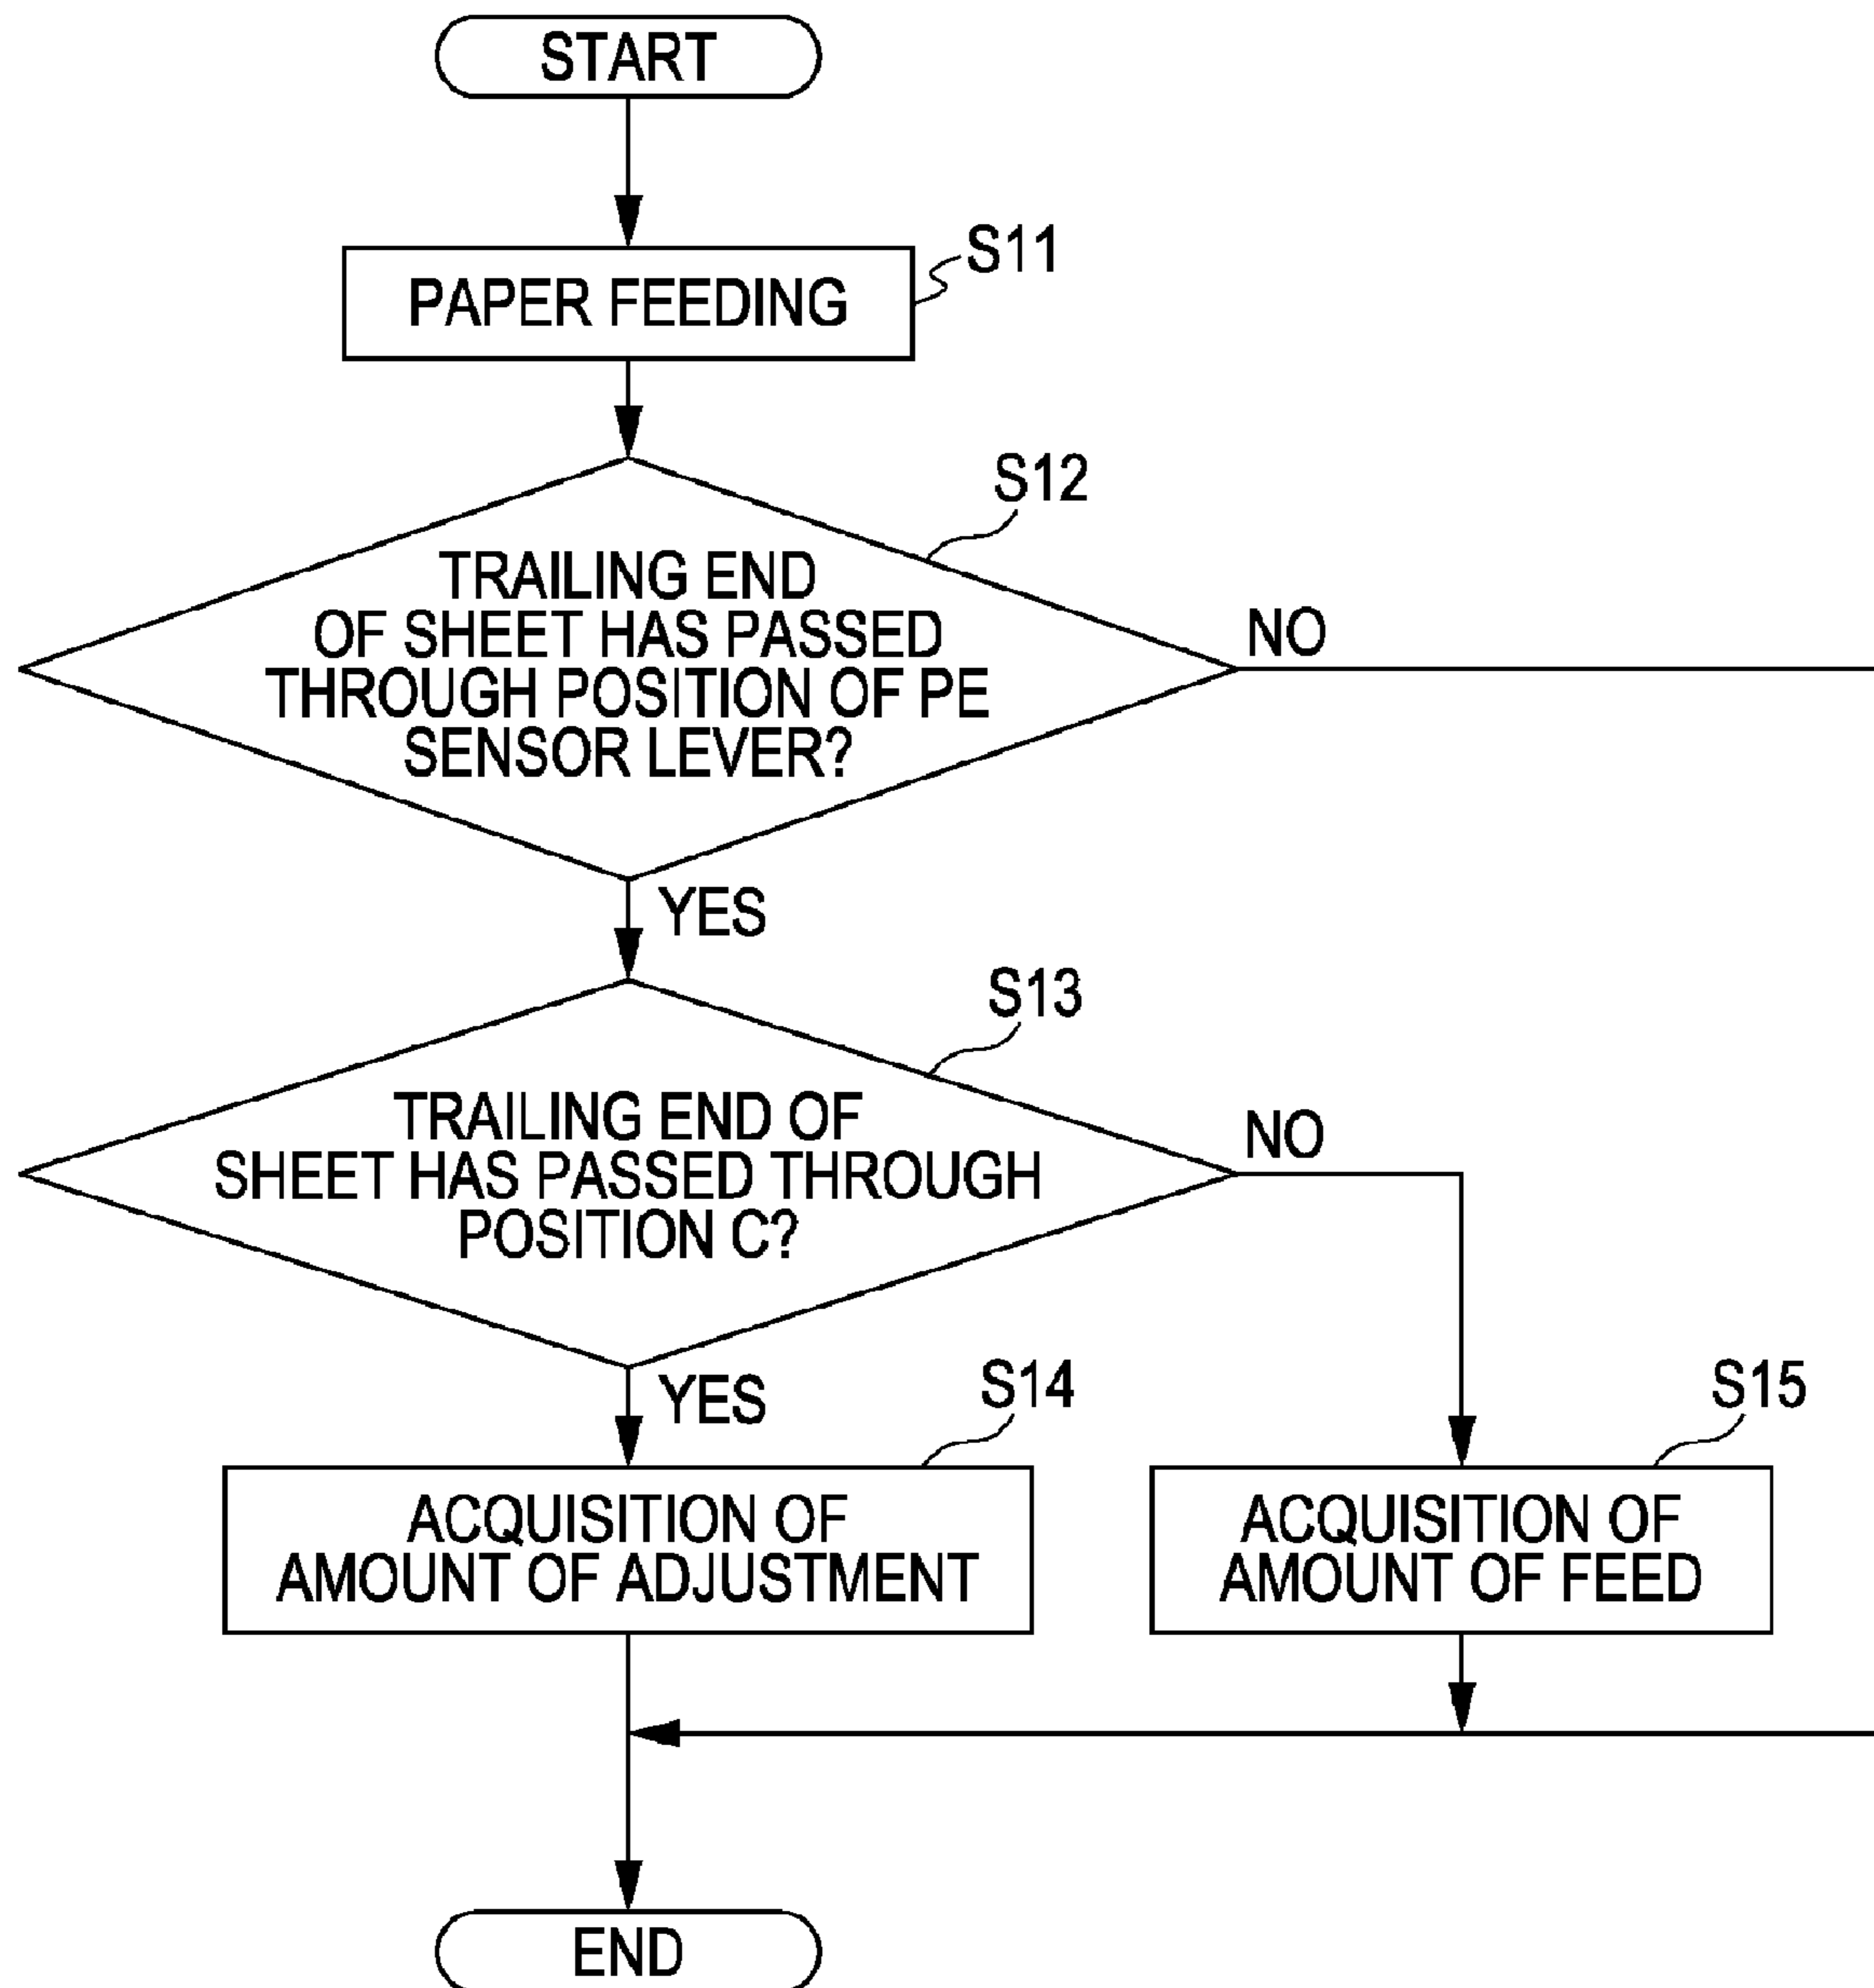 START
PAPER FEEDING
S11
S12
TRAILING END
OF SHEET HAS PASSED
THROUGH POSITION OF PE
SENSOR LEVER?
NO
YES
S13
TRAILING END OF
SHEET HAS PASSED THROUGH
POSITION C?
NO
YES
S14
ACQUISITION OF
AMOUNT OF ADJUSTMENT
S15
ACQUISITION OF
AMOUNT OF FEED
END